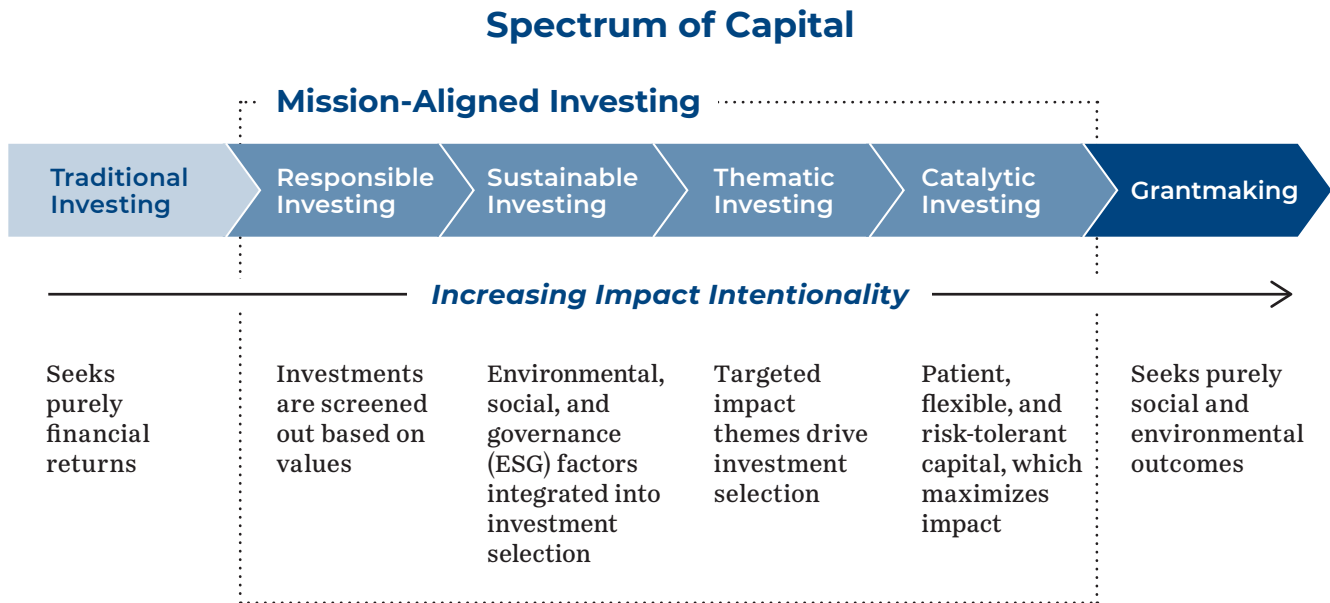 Spectrum of Capital
Mission-Aligned Investing
Traditional
Investing
Responsible
Investing
Sustainable
Investing
Thematic
Investing
Catalytic
Investing
Grantmaking
Increasing Impact Intentionality
Seeks
purely
financial
returns
Investments
are screened
out based on
values
Environmental,
social, and
governance
(ESG) factors
integrated into
investment
selection
Targeted
impact
themes drive
investment
selection
Patient,
flexible, and
risk-tolerant
capital, which
maximizes
impact
Seeks purely
social and
environmental
outcomes